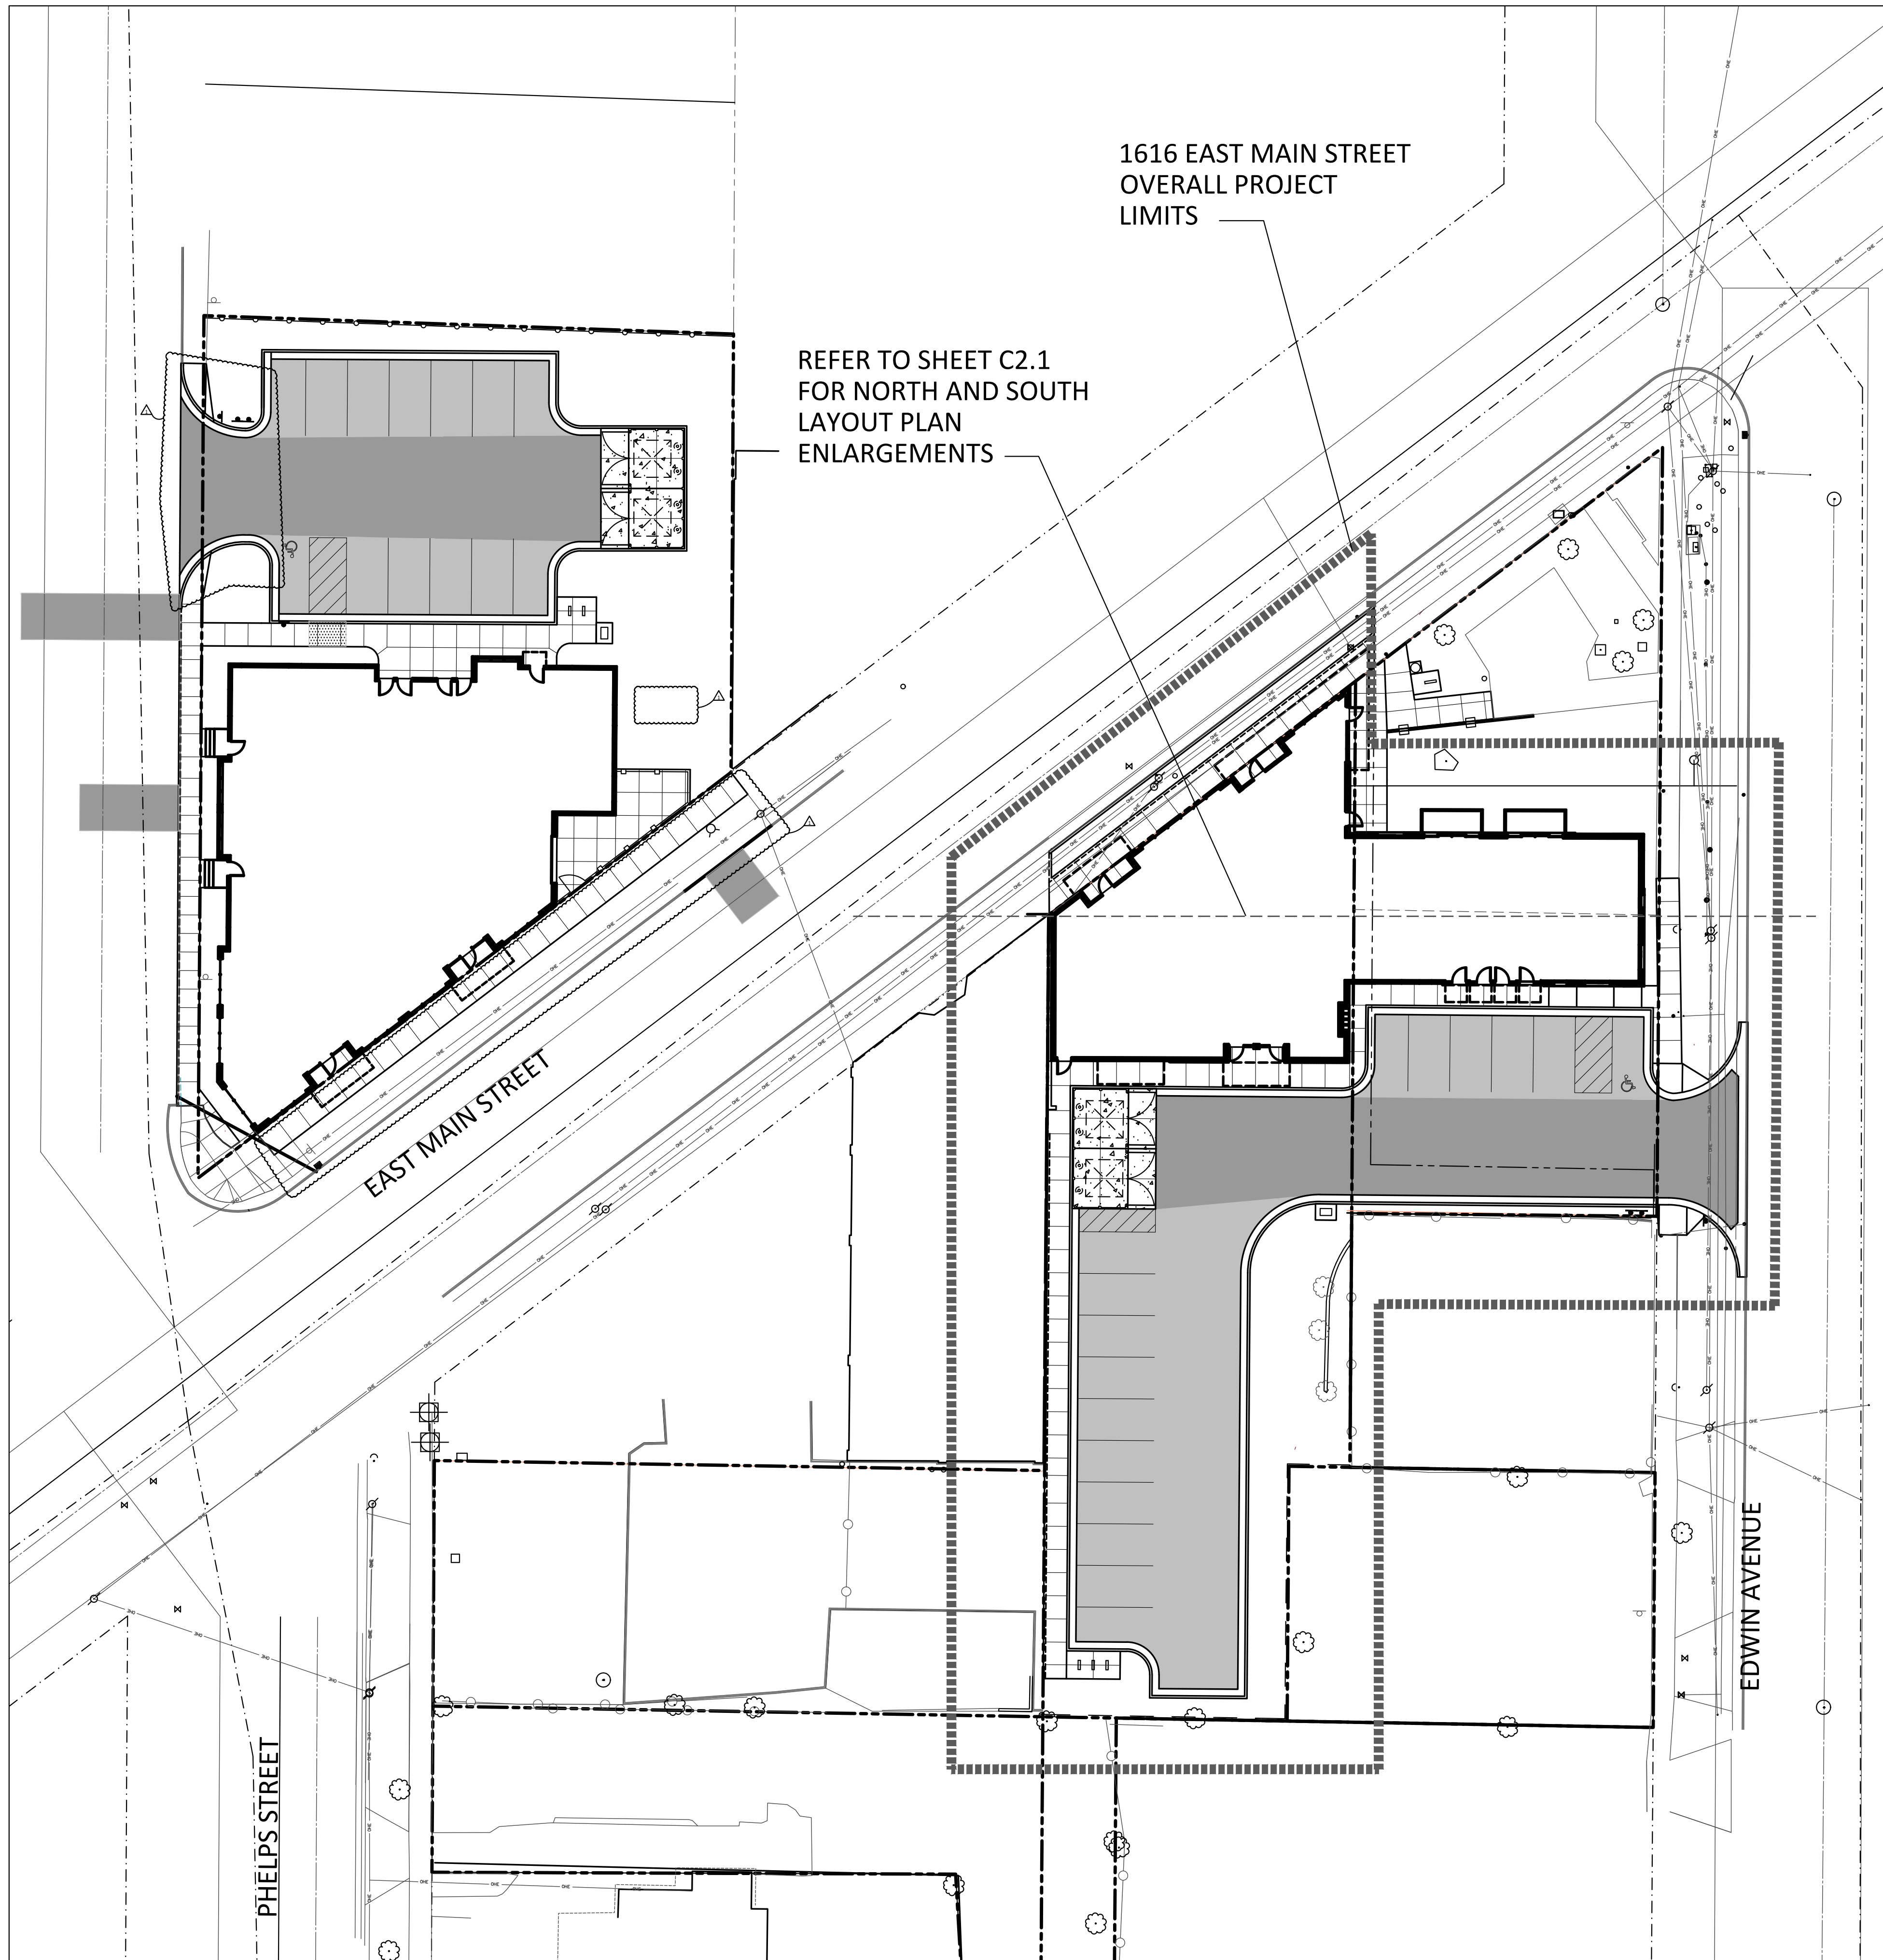 1616 EAST MAIN STREET
OVERALL PROJECT
LIMITS
REFER TO SHEET C2.1
FOR NORTH AND SOUTH
LAYOUT PLAN
ENLARGEMENTS
EAST MAIN STREET
EDWIN AVENUE
PHELPS STREET
OHE